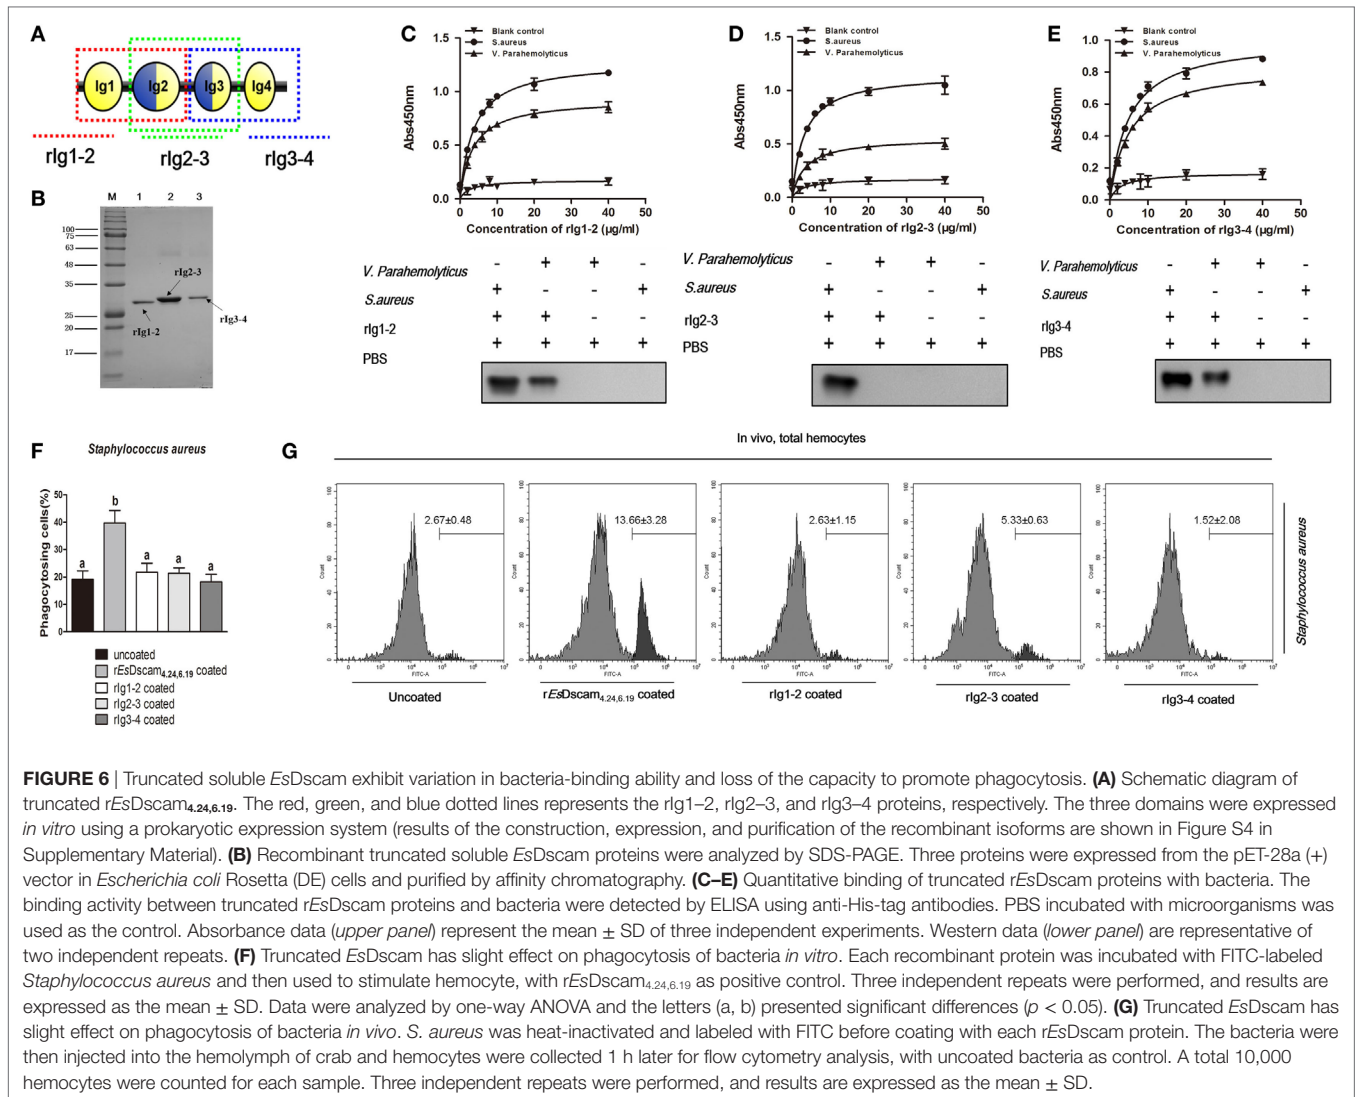 A
Ig1 Ig2 Ig3 Ig4
rIg1-2 rIg2-3 rIg3-4
B
M 1 2 3
100
75
63
48
35
25
20
17
rIg2-3
rIg1-2
rIg3-4
C
Blank control
S.aureus
V. Parahemolyticus
Abs450nm
1.5
1.0
0.5
0.0
0 10 20 30 40 50
Concentration of rIg1-2 (µg/ml)
V. Parahemolyticus - + + -
S.aureus + - - +
rIg1-2 + + - -
PBS + + + +
D
Blank control
S.aureus
V. Parahemolyticus
Abs450nm
1.5
1.0
0.5
0.0
0 10 20 30 40 50
Concentration of rIg2-3 (µg/ml)
V. Parahemolyticus - + + -
S.aureus + - - +
rIg2-3 + + - -
PBS + + + +
E
Blank control
S.aureus
V. Parahemolyticus
Abs450nm
1.0
0.8
0.6
0.4
0.2
0.0
0 10 20 30 40 50
Concentration of rIg3-4 (µg/ml)
V. Parahemolyticus - + + -
S.aureus + - - +
rIg3-4 + + - -
PBS + + + +
F
Staphylococcus aureus
Phagocytosing cells(%)
50
40
30
20
10
0
a b a a a
uncoated
rEsDscam4.24,6.19 coated
rIg1-2 coated
rIg2-3 coated
rIg3-4 coated
G
In vivo, total hemocytes
2.67±0.48
13.66±3.28
2.63±1.15
5.33±0.63
1.52±2.08
Count Count Count Count Count
FITC-A FITC-A FITC-A FITC-A FITC-A
Uncoated
rEsDscam4.24,6.19 coated
rIg1-2 coated
rIg2-3 coated
rIg3-4 coated
Staphylococcus aureus
FIGURE 6 | Truncated soluble EsDscam exhibit variation in bacteria-binding ability and loss of the capacity to promote phagocytosis. (A) Schematic diagram of
truncated rEsDscam4.24,6.19. The red, green, and blue dotted lines represents the rIg1–2, rIg2–3, and rIg3–4 proteins, respectively. The three domains were expressed
in vitro using a prokaryotic expression system (results of the construction, expression, and purification of the recombinant isoforms are shown in Figure S4 in
Supplementary Material). (B) Recombinant truncated soluble EsDscam proteins were analyzed by SDS-PAGE. Three proteins were expressed from the pET-28a (+)
vector in Escherichia coli Rosetta (DE) cells and purified by affinity chromatography. (C–E) Quantitative binding of truncated rEsDscam proteins with bacteria. The
binding activity between truncated rEsDscam proteins and bacteria were detected by ELISA using anti-His-tag antibodies. PBS incubated with microorganisms was
used as the control. Absorbance data (upper panel) represent the mean ± SD of three independent experiments. Western data (lower panel) are representative of
two independent repeats. (F) Truncated EsDscam has slight effect on phagocytosis of bacteria in vitro. Each recombinant protein was incubated with FITC-labeled
Staphylococcus aureus and then used to stimulate hemocyte, with rEsDscam4.24,6.19 as positive control. Three independent repeats were performed, and results are
expressed as the mean ± SD. Data were analyzed by one-way ANOVA and the letters (a, b) presented significant differences (p < 0.05). (G) Truncated EsDscam has
slight effect on phagocytosis of bacteria in vivo. S. aureus was heat-inactivated and labeled with FITC before coating with each rEsDscam protein. The bacteria were
then injected into the hemolymph of crab and hemocytes were collected 1 h later for flow cytometry analysis, with uncoated bacteria as control. A total 10,000
hemocytes were counted for each sample. Three independent repeats were performed, and results are expressed as the mean ± SD.